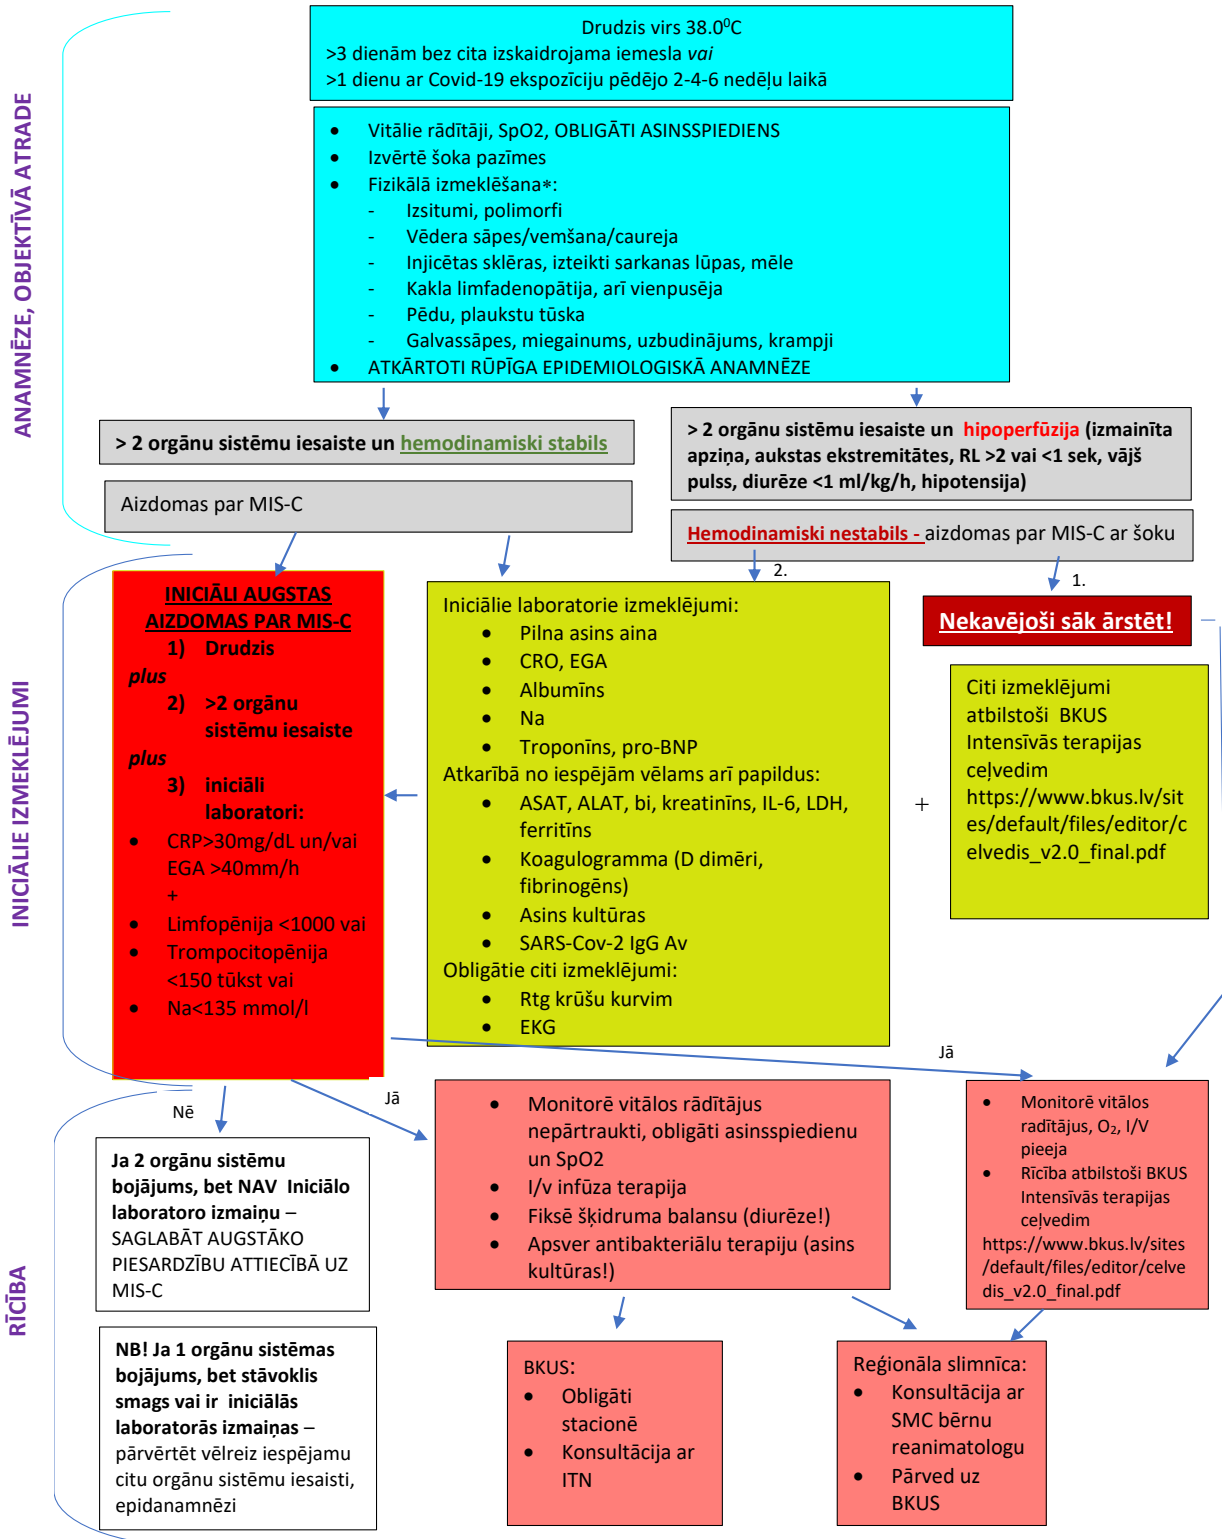 ANAMNĒZE, OBJEKTĪVĀ ATRADE
Drudzis virs 38.0⁰C
>3 dienām bez cita izskaidrojama iemesla vai
>1 dienu ar Covid-19 ekspozīciju pēdējo 2-4-6 nedēļu laikā
• Vitālie rādītāji, SpO2, OBLIGĀTI ASINSSPIEDIENS
• Izvērtē šoka pazīmes
• Fizikālā izmeklēšana*:
- Izsitumi, polimorfi
- Vēdera sāpes/vemšana/caureja
- Injicētas sklēras, izteikti sarkanas lūpas, mēle
- Kakla limfadenopātija, arī vienpusēja
- Pēdu, plaukstu tūska
- Galvassāpes, miegainums, uzbudinājums, krampji
• ATKĀRTOTI RŪPĪGA EPIDEMIOLOGISKĀ ANAMNĒZE
> 2 orgānu sistēmu iesaiste un hemodinamiski stabils
Aizdomas par MIS-C
> 2 orgānu sistēmu iesaiste un hipoperfūzija (izmainīta
apziņa, aukstas ekstremitātes, RL >2 vai <1 sek, vājš
pulss, diurēze <1 ml/kg/h, hipotensija)
Hemodinamiski nestabils - aizdomas par MIS-C ar šoku
2.
1.
INICIĀLIE IZMEKLĒJUMI
INICIĀLI AUGSTAS
AIZDOMAS PAR MIS-C
1) Drudzis
plus
2) >2 orgānu
sistēmu iesaiste
plus
3) iniciāli
laboratori:
• CRP>30mg/dL un/vai
EGA >40mm/h
+
• Limfopēnija <1000 vai
• Trompocitopēnija
<150 tūkst vai
• Na<135 mmol/l
Iniciālie laboratorie izmeklējumi:
• Pilna asins aina
• CRO, EGA
• Albumīns
• Na
• Troponīns, pro-BNP
Atkarībā no iespējām vēlams arī papildus:
• ASAT, ALAT, bi, kreatinīns, IL-6, LDH,
ferritīns
• Koagulogramma (D dimēri,
fibrinogēns)
• Asins kultūras
• SARS-Cov-2 IgG Av
Obligātie citi izmeklējumi:
• Rtg krūšu kurvim
• EKG
+
Nekavējoši sāk ārstēt!
Citi izmeklējumi
atbilstoši BKUS
Intensīvās terapijas
ceļvedim
https://www.bkus.lv/sit
es/default/files/editor/c
elvedis_v2.0_final.pdf
Nē
Jā
Jā
RĪCĪBA
Ja 2 orgānu sistēmu
bojājums, bet NAV Iniciālo
laboratoro izmaiņu –
SAGLABĀT AUGSTĀKO
PIESARDZĪBU ATTIECĪBĀ UZ
MIS-C
NB! Ja 1 orgānu sistēmas
bojājums, bet stāvoklis
smags vai ir iniciālās
laboratorās izmaiņas –
pārvērtēt vēlreiz iespējamu
citu orgānu sistēmu iesaisti,
epidanamnēzi
• Monitorē vitālos rādītājus
nepārtraukti, obligāti asinsspiedienu
un SpO2
• I/v infūza terapija
• Fiksē šķidruma balansu (diurēze!)
• Apsver antibakteriālu terapiju (asins
kultūras!)
• Monitorē vitālos
radītājus, O₂, I/V
pieeja
• Rīcība atbilstoši BKUS
Intensīvās terapijas
ceļvedim
https://www.bkus.lv/sites
/default/files/editor/celve
dis_v2.0_final.pdf
BKUS:
• Obligāti
stacionē
• Konsultācija ar
ITN
Reģionāla slimnīca:
• Konsultācija ar
SMC bērnu
reanimatologu
• Pārved uz
BKUS